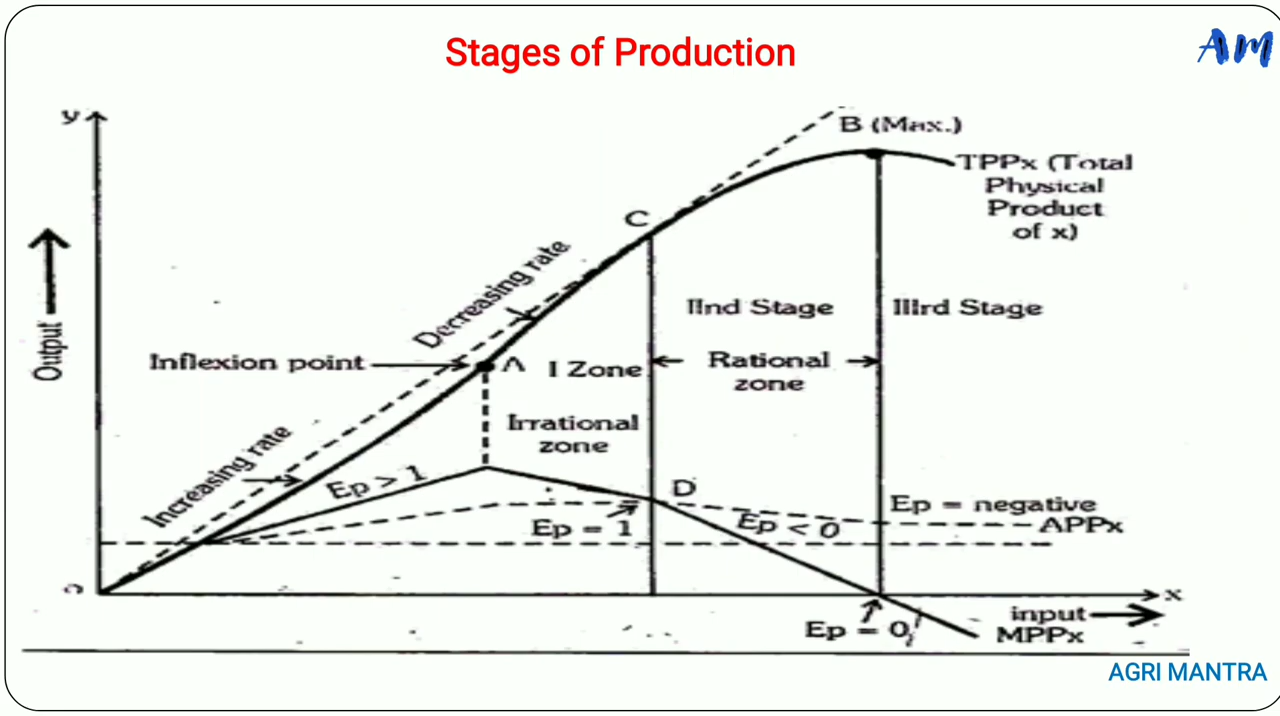 Stages of Production
AM
y
B (Max.)
TPPx (Total
Physical
Product
of x)
C
Output
Decreasing rate
IInd Stage
IIIrd Stage
Inflexion point
A
I Zone
Rational
zone
Irrational
zone
Increasing rate
Ep > 1
D
Ep = 1
Ep < 0
Ep = negative
APPx
x
input
Ep = 0
MPPx
AGRI MANTRA